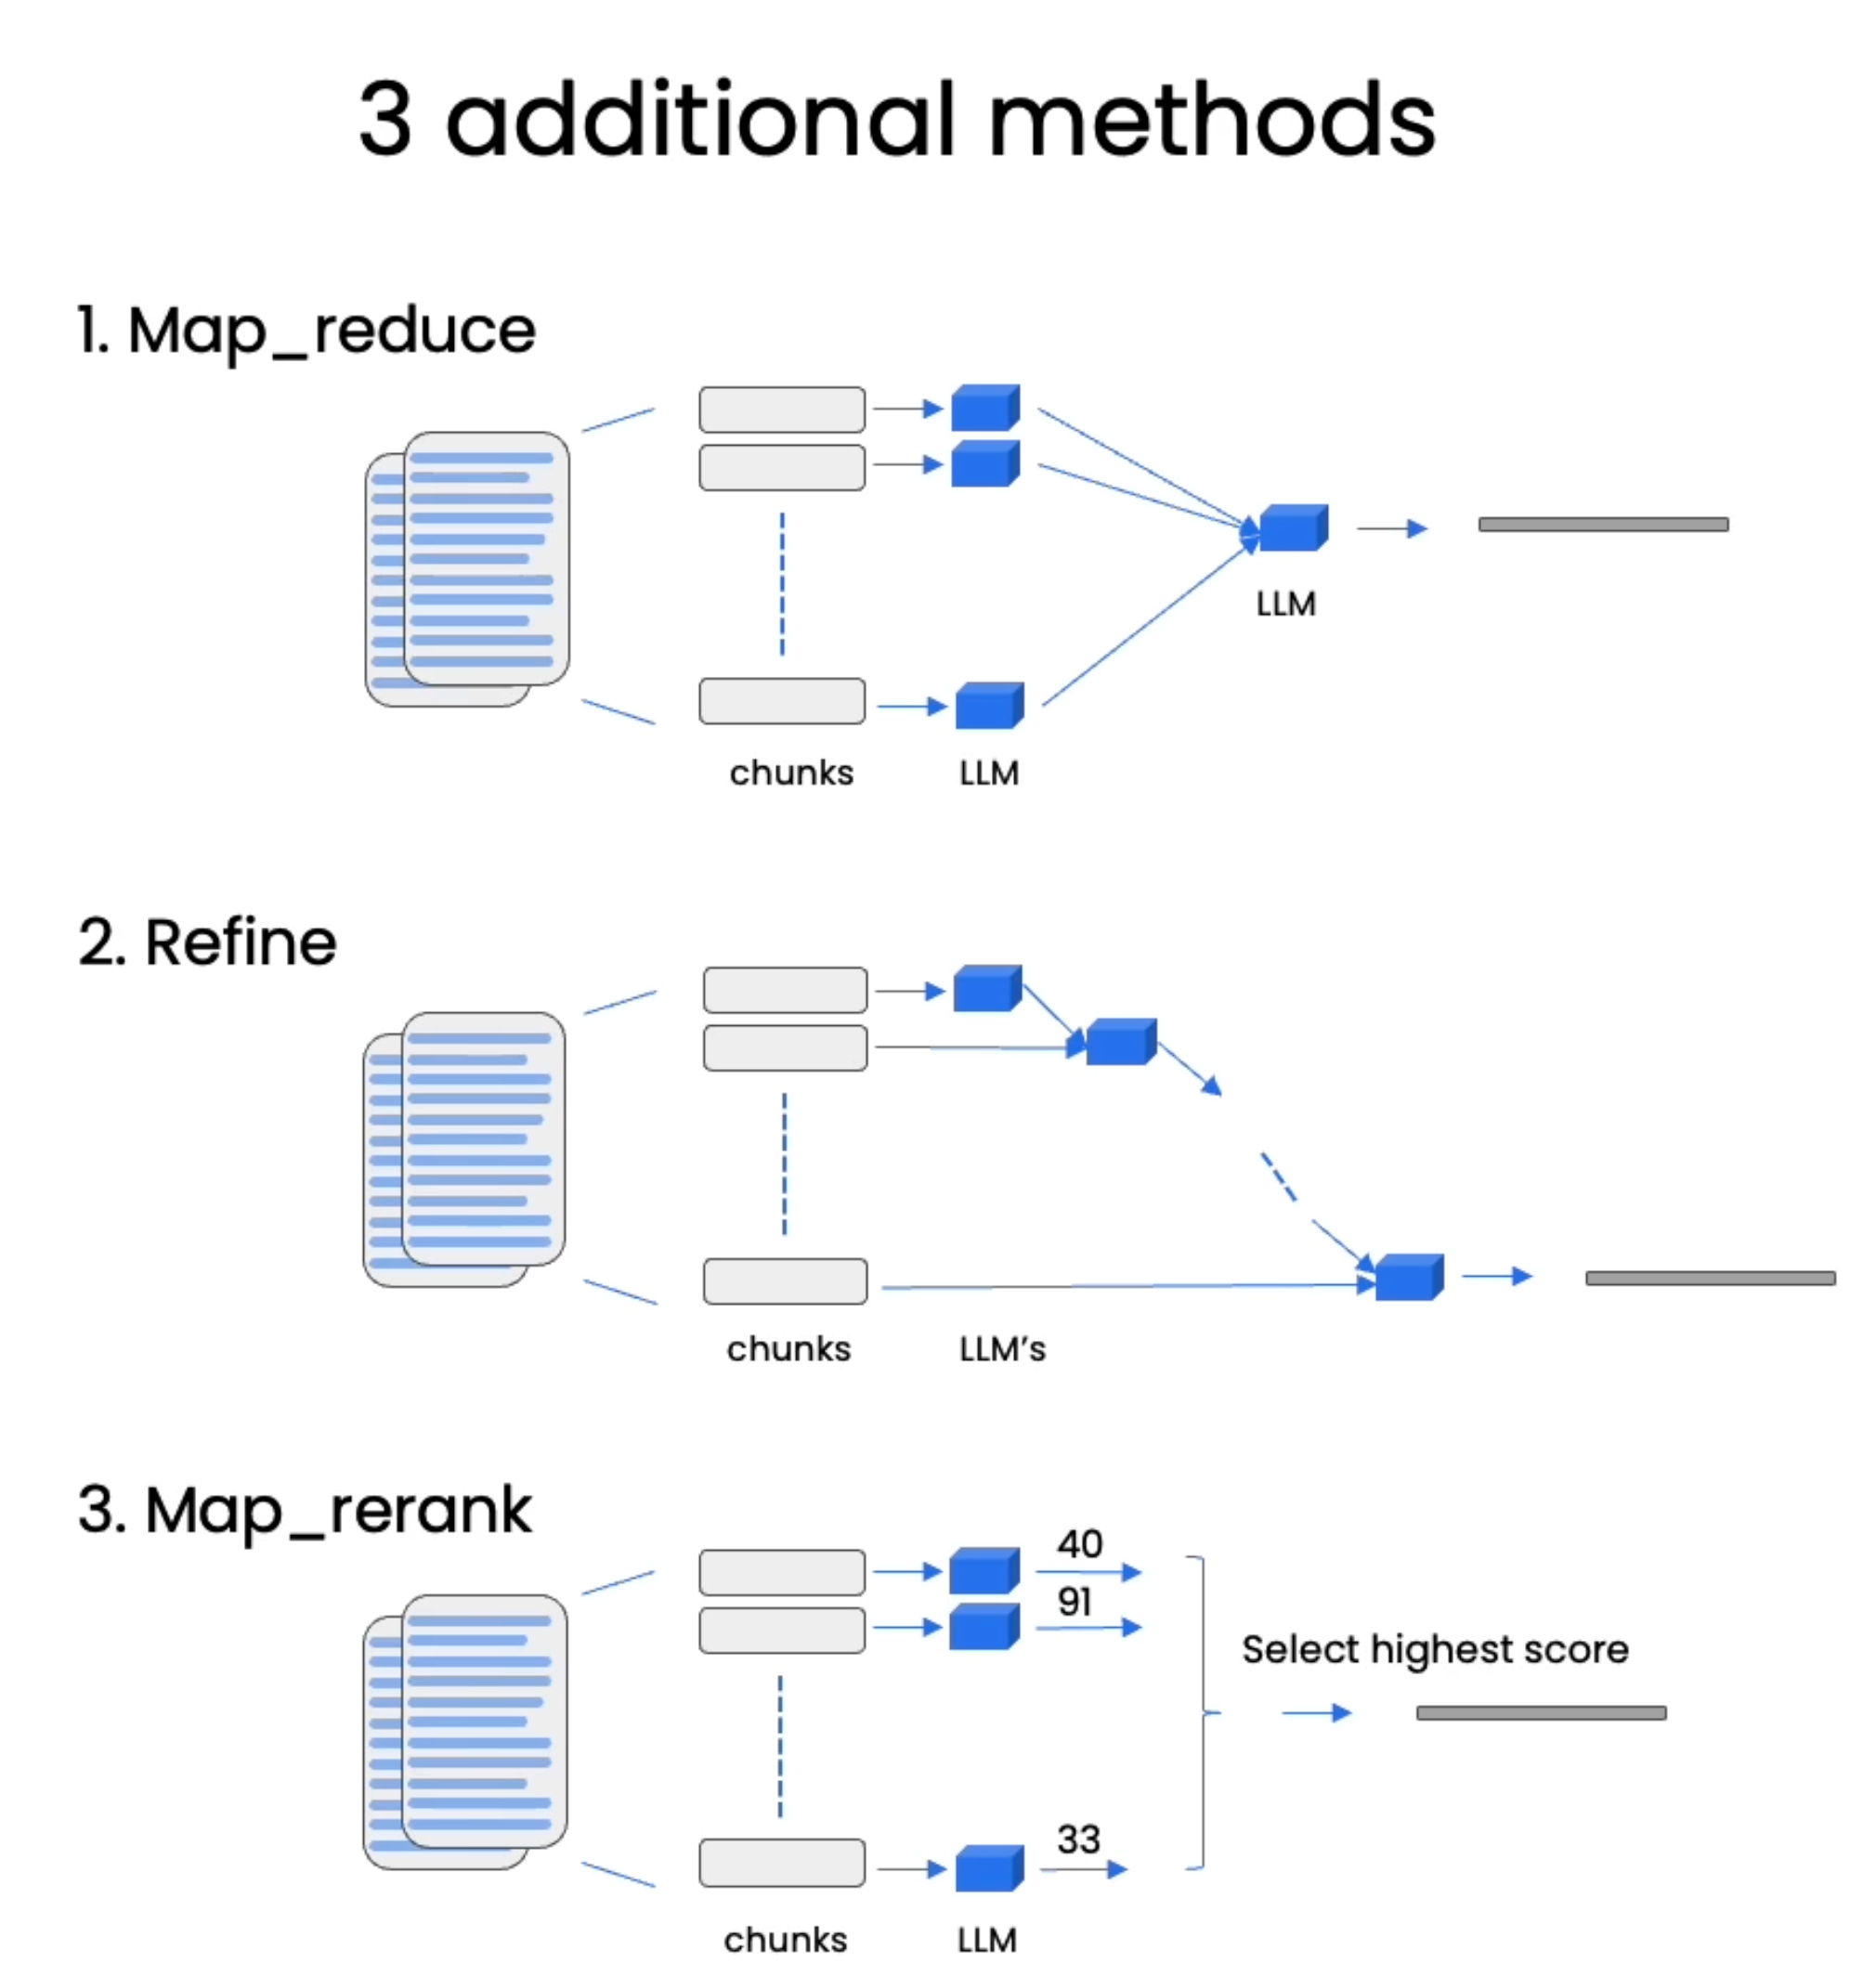 3 additional methods
1. Map_reduce
LLM
chunks
LLM
2. Refine
chunks
LLM's
3. Map_rerank
40
91
Select highest score
33
chunks
LLM